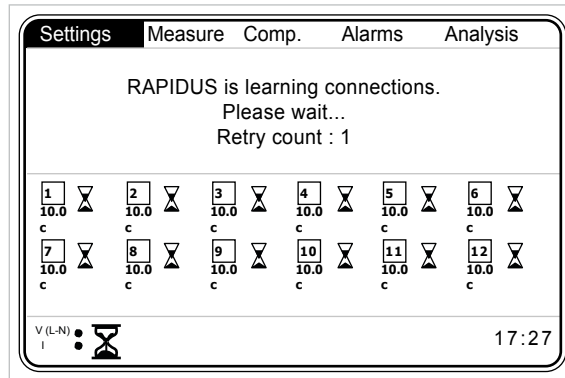 Settings Measure Comp. Alarms Analysis
RAPIDUS is learning connections.
Please wait...
Retry count : 1
1 2 3 4 5 6
10.0 10.0 10.0 10.0 10.0 10.0
c c c c c c
7 8 9 10 11 12
10.0 10.0 10.0 10.0 10.0 10.0
c c c c c c
V (L-N)
I 17:27